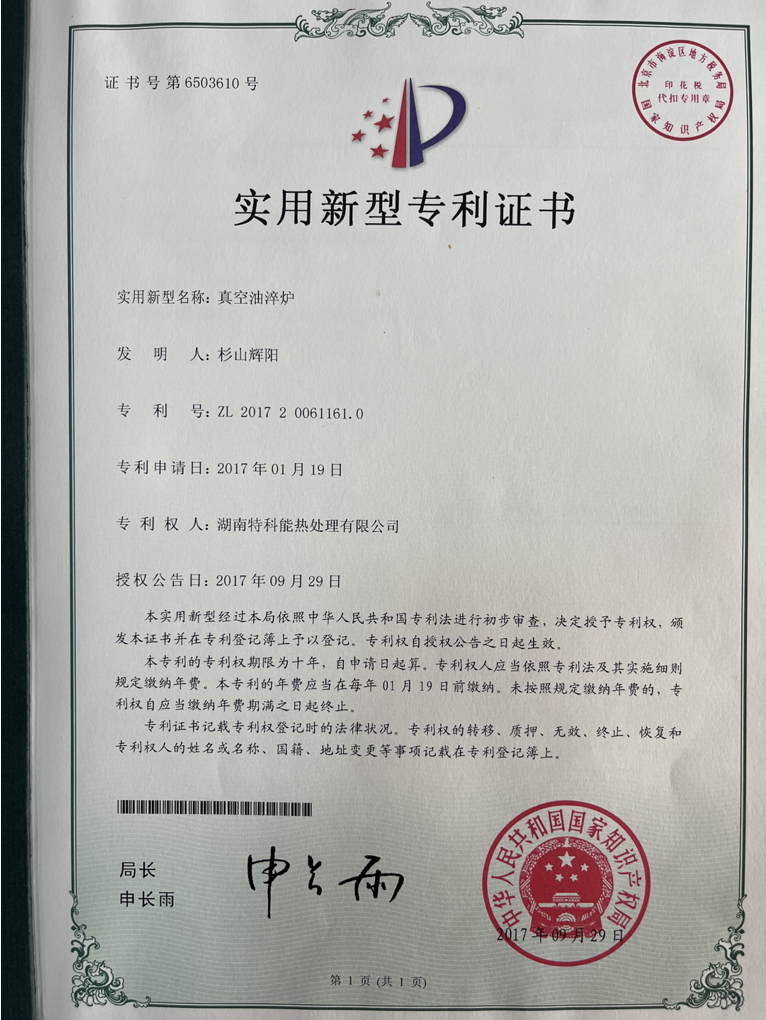 证书号第6503610号
北京市海淀区地方税务局
印花税
代扣专用章
国家知识产权局
实用新型专利证书
实用新型名称：真空油淬炉
发明人：杉山辉阳
专利号：ZL 2017 2 0061161.0
专利申请日：2017年01月19日
专利权人：湖南特科能热处理有限公司
授权公告日：2017年09月29日
本实用新型经过本局依照中华人民共和国专利法进行初步审查，决定授予专利权，颁
发本证书并在专利登记簿上予以登记。专利权自授权公告之日起生效。
本专利的专利权期限为十年，自申请日起算。专利权人应当依照专利法及其实施细则
规定缴纳年费。本专利的年费应当在每年01月19日前缴纳。未按照规定缴纳年费的，专
利权自应当缴纳年费期满之日起终止。
专利证书记载专利权登记时的法律状况。专利权的转移、质押、无效、终止、恢复和
专利权人的姓名或名称、国籍、地址变更等事项记载在专利登记簿上。
局长
申长雨
申长雨
中华人民共和国国家知识产权局
2017年09月29日
第1页(共1页)